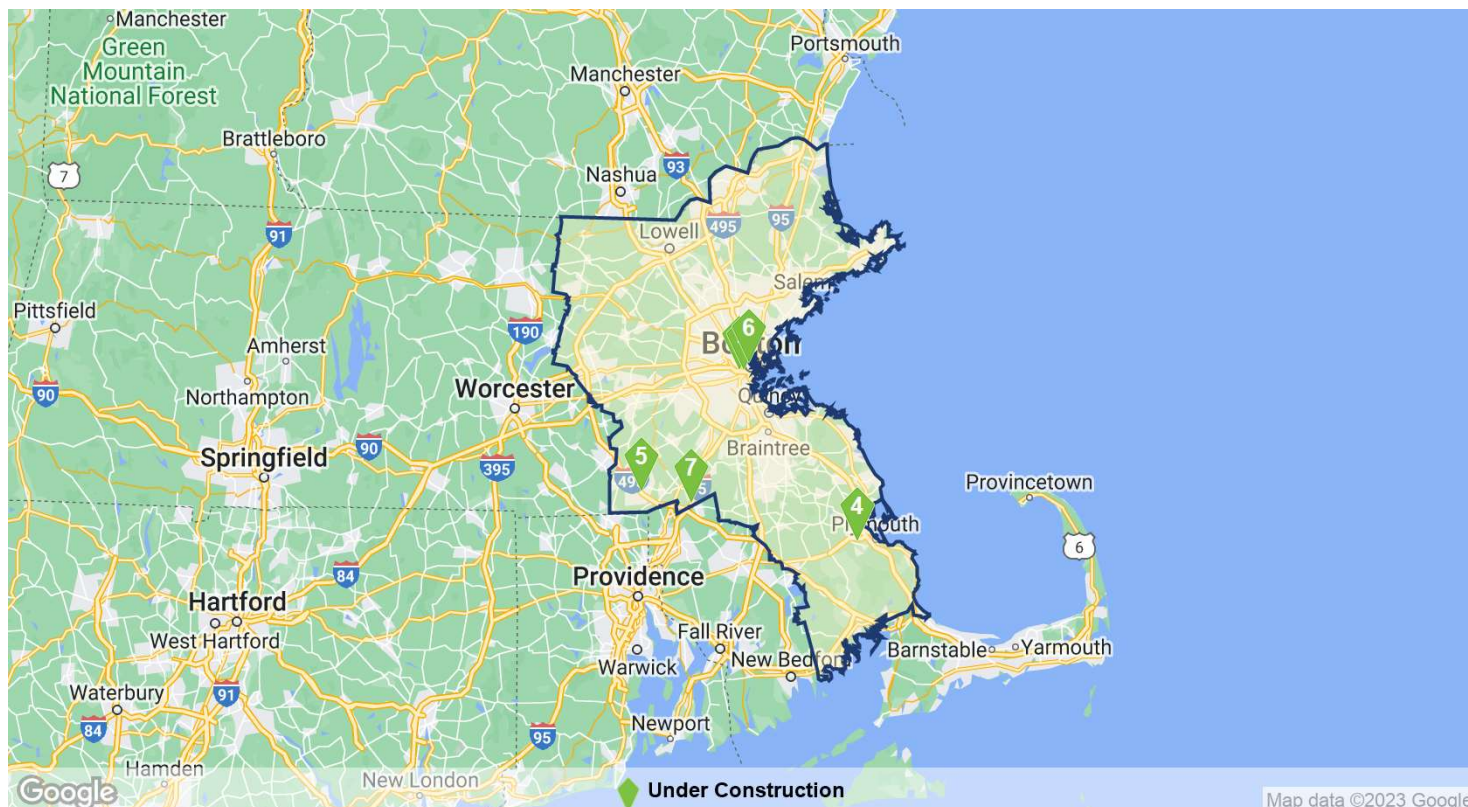 Manchester
Green
Mountain
National Forest
Portsmouth
Manchester
Brattleboro
7
93
Nashua
91
Lowell
495
95
Salem
Pittsfield
190
6
Boston
Amherst
90
Northampton
Worcester
Quincy
Braintree
90
Springfield
395
5
7
4
Plymouth
Provincetown
6
84
Providence
Hartford
West Hartford
Fall River
Warwick
New Bedford
Barnstable
Yarmouth
Waterbury
91
84
Newport
95
Hamden
New London
Google
Under Construction
Map data ©2023 Google